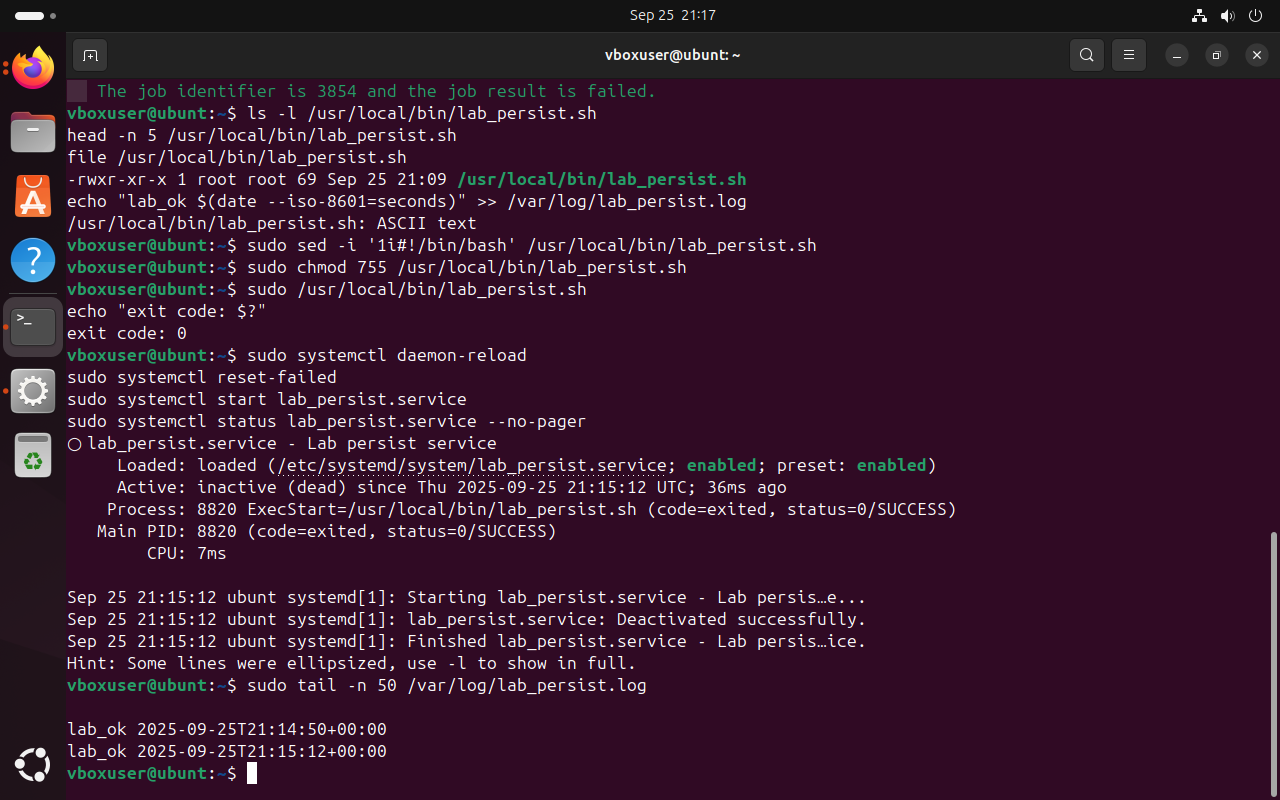 Sep 25 21:17
vboxuser@ubunt: ~
The job identifier is 3854 and the job result is failed.
vboxuser@ubunt:~$ ls -l /usr/local/bin/lab_persist.sh
head -n 5 /usr/local/bin/lab_persist.sh
file /usr/local/bin/lab_persist.sh
-rwxr-xr-x 1 root root 69 Sep 25 21:09 /usr/local/bin/lab_persist.sh
echo "lab_ok $(date --iso-8601=seconds)" >> /var/log/lab_persist.log
/usr/local/bin/lab_persist.sh: ASCII text
vboxuser@ubunt:~$ sudo sed -i '1i#!/bin/bash' /usr/local/bin/lab_persist.sh
vboxuser@ubunt:~$ sudo chmod 755 /usr/local/bin/lab_persist.sh
vboxuser@ubunt:~$ sudo /usr/local/bin/lab_persist.sh
echo "exit code: $?"
exit code: 0
vboxuser@ubunt:~$ sudo systemctl daemon-reload
sudo systemctl reset-failed
sudo systemctl start lab_persist.service
sudo systemctl status lab_persist.service --no-pager
○ lab_persist.service - Lab persist service
Loaded: loaded (/etc/systemd/system/lab_persist.service; enabled; preset: enabled)
Active: inactive (dead) since Thu 2025-09-25 21:15:12 UTC; 36ms ago
Process: 8820 ExecStart=/usr/local/bin/lab_persist.sh (code=exited, status=0/SUCCESS)
Main PID: 8820 (code=exited, status=0/SUCCESS)
CPU: 7ms
Sep 25 21:15:12 ubunt systemd[1]: Starting lab_persist.service - Lab persis…e...
Sep 25 21:15:12 ubunt systemd[1]: lab_persist.service: Deactivated successfully.
Sep 25 21:15:12 ubunt systemd[1]: Finished lab_persist.service - Lab persis…ice.
Hint: Some lines were ellipsized, use -l to show in full.
vboxuser@ubunt:~$ sudo tail -n 50 /var/log/lab_persist.log
lab_ok 2025-09-25T21:14:50+00:00
lab_ok 2025-09-25T21:15:12+00:00
vboxuser@ubunt:~$